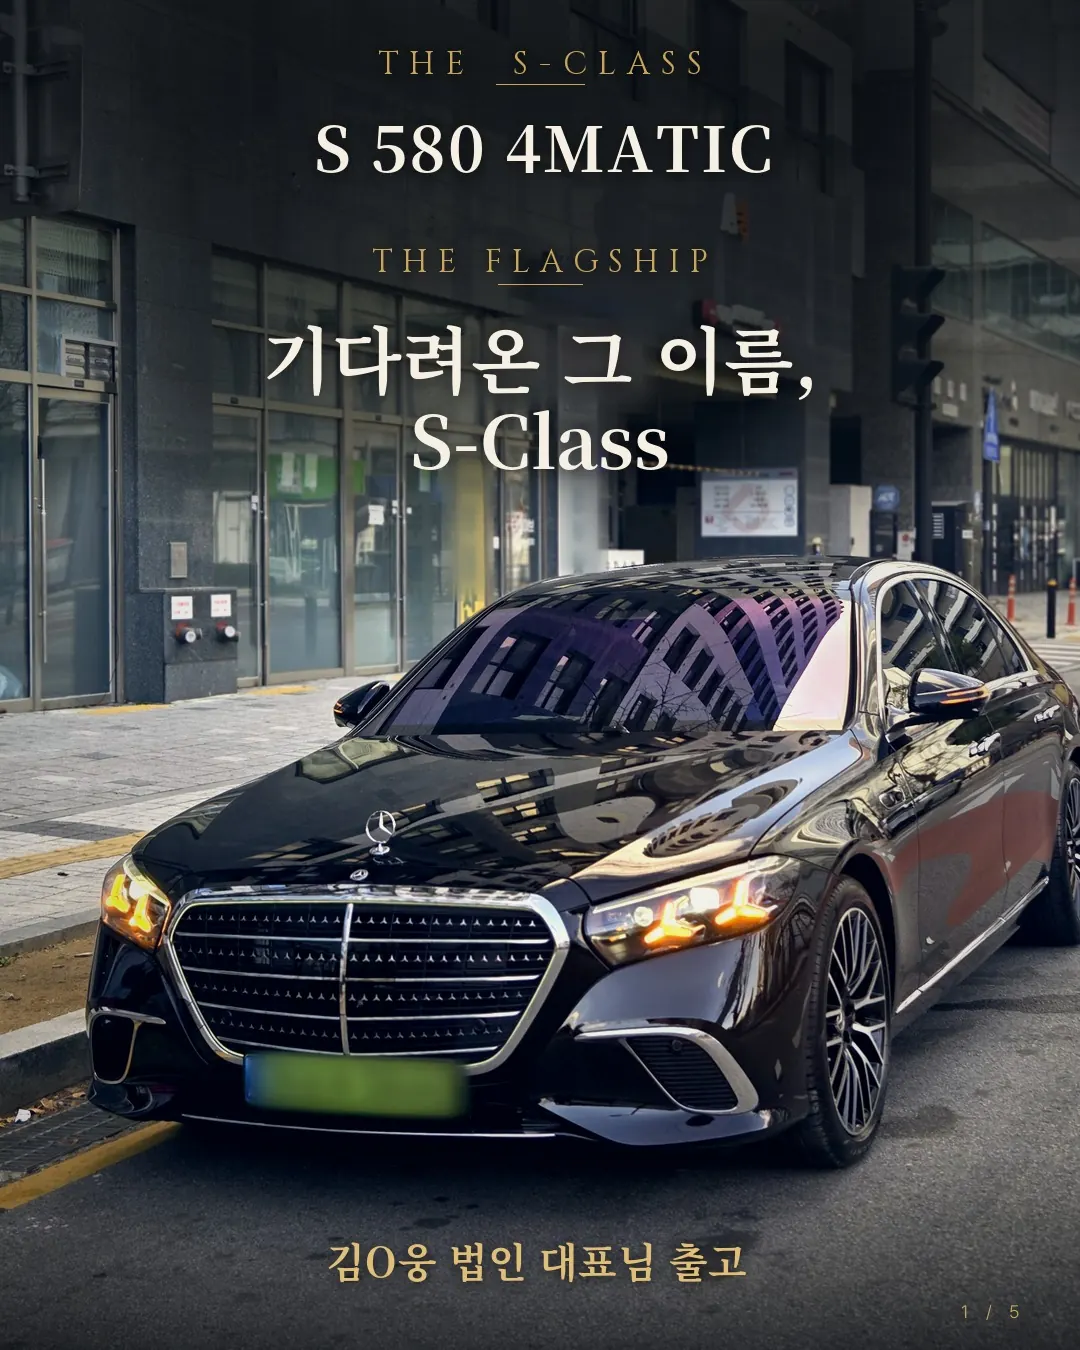 THE S-CLASS
S 580 4MATIC
THE FLAGSHIP
기다려온 그 이름,
S-Class
김O웅 법인 대표님 출고
1 / 5